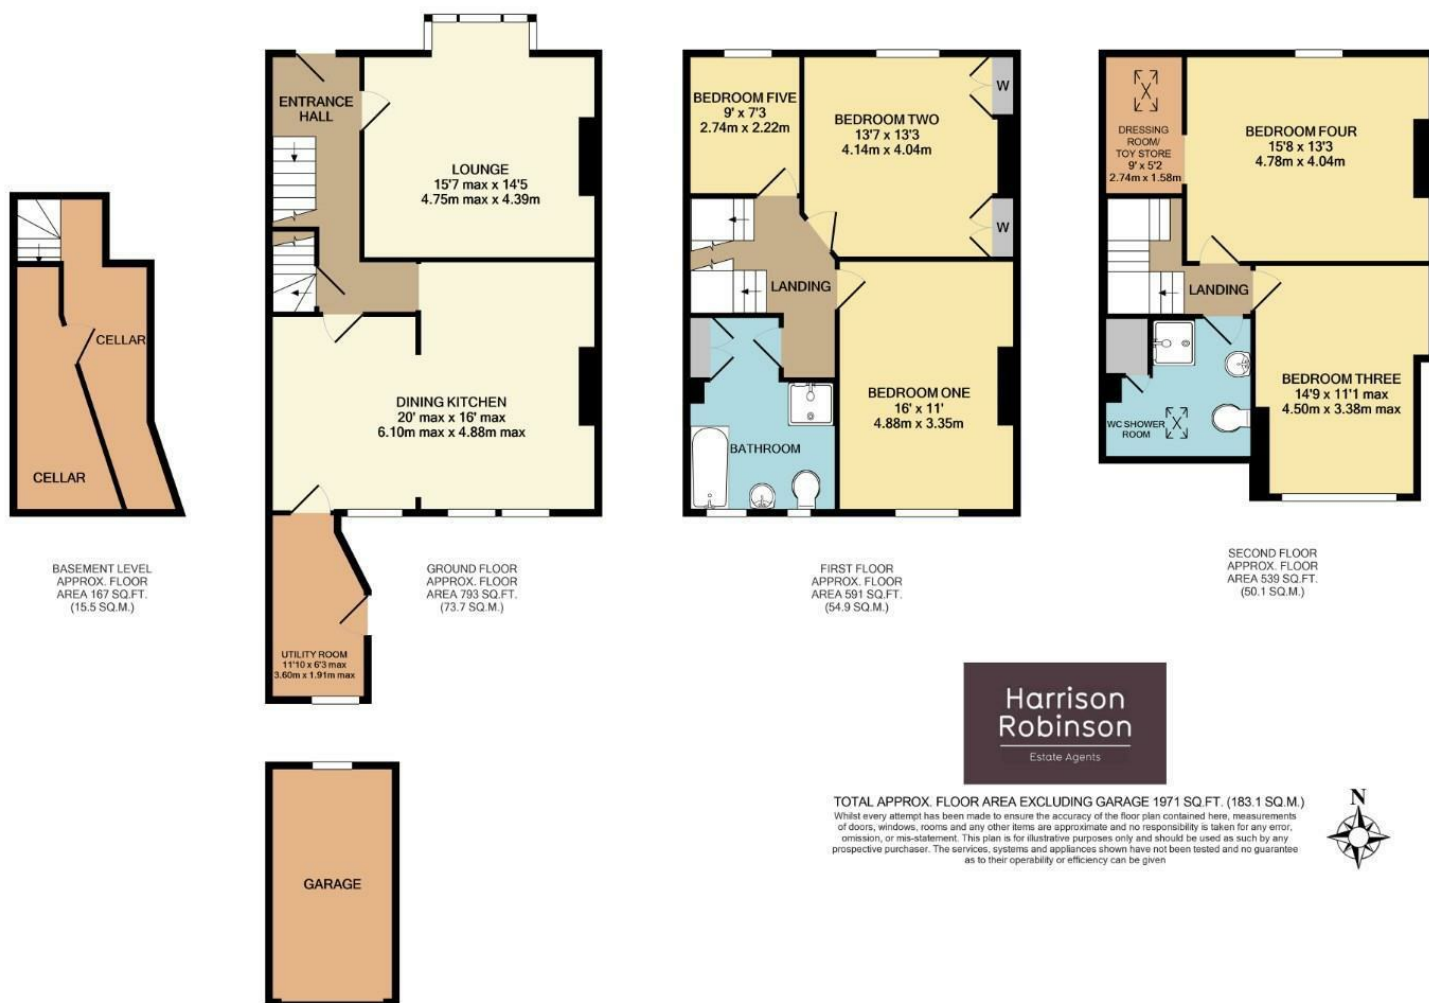 CELLAR
CELLAR
BASEMENT LEVEL
APPROX. FLOOR
AREA 167 SQ.FT.
(15.5 SQ.M.)
ENTRANCE
HALL
LOUNGE
15'7 max x 14'5
4.75m max x 4.39m
DINING KITCHEN
20' max x 16' max
6.10m max x 4.88m max
UTILITY ROOM
11'10 x 6'3 max
3.60m x 1.91m max
GROUND FLOOR
APPROX. FLOOR
AREA 793 SQ.FT.
(73.7 SQ.M.)
GARAGE
BEDROOM FIVE
9' x 7'3
2.74m x 2.22m
BEDROOM TWO
13'7 x 13'3
4.14m x 4.04m
W
W
LANDING
BEDROOM ONE
16' x 11'
4.88m x 3.35m
BATHROOM
FIRST FLOOR
APPROX. FLOOR
AREA 591 SQ.FT.
(54.9 SQ.M.)
DRESSING
ROOM/
TOY STORE
9' x 5'2
2.74m x 1.58m
BEDROOM FOUR
15'8 x 13'3
4.78m x 4.04m
LANDING
BEDROOM THREE
14'9 x 11'1 max
4.50m x 3.38m max
WC SHOWER
ROOM
SECOND FLOOR
APPROX. FLOOR
AREA 539 SQ.FT.
(50.1 SQ.M.)
Harrison
Robinson
Estate Agents
TOTAL APPROX. FLOOR AREA EXCLUDING GARAGE 1971 SQ.FT. (183.1 SQ.M.)
Whilst every attempt has been made to ensure the accuracy of the floor plan contained here, measurements
of doors, windows, rooms and any other items are approximate and no responsibility is taken for any error,
omission, or mis-statement. This plan is for illustrative purposes only and should be used as such by any
prospective purchaser. The services, systems and appliances shown have not been tested and no guarantee
as to their operability or efficiency can be given
N